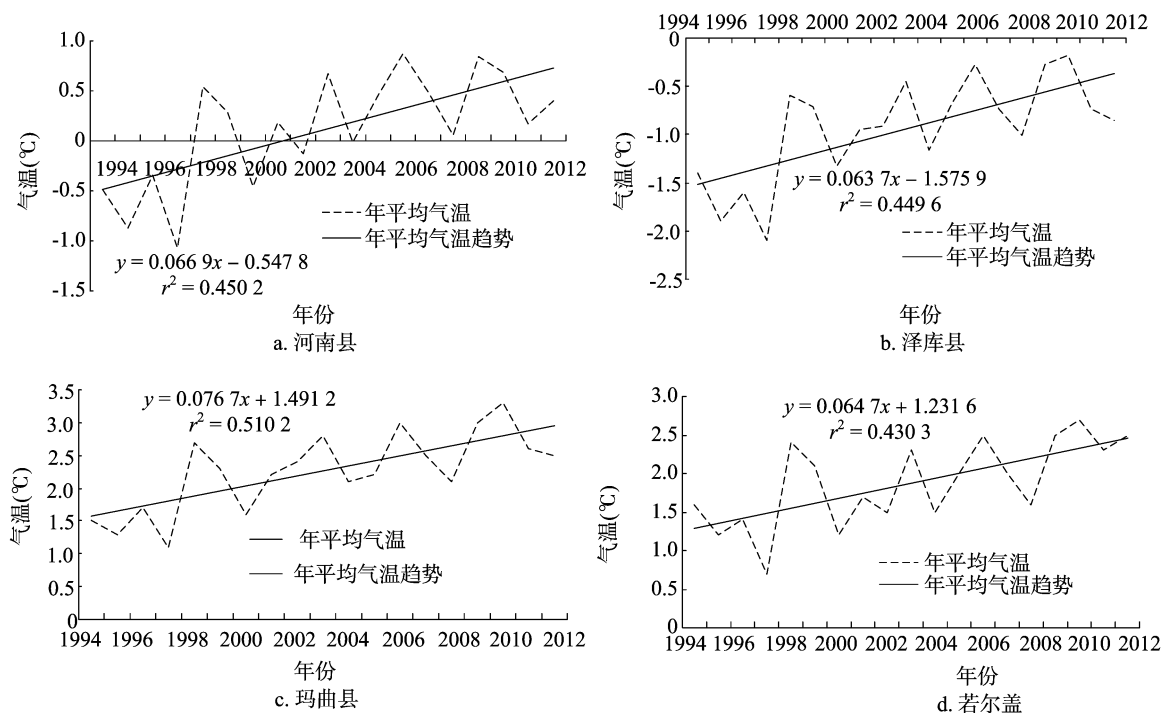 1.0
0.5
0
-0.5
-1.0
-1.5
气温(℃)
1994 1996 1998 2000 2002 2004 2006 2008 2010 2012
年平均气温
年平均气温趋势
y = 0.066 9x − 0.547 8
r² = 0.450 2
年份
a. 河南县
1994 1996 1998 2000 2002 2004 2006 2008 2010 2012
0
-0.5
-1.0
-1.5
-2.0
-2.5
气温(℃)
y = 0.063 7x − 1.575 9
r² = 0.449 6
年平均气温
年平均气温趋势
年份
b. 泽库县
3.5
3.0
2.5
2.0
1.5
1.0
0.5
0
气温(℃)
y = 0.076 7x + 1.491 2
r² = 0.510 2
年平均气温
年平均气温趋势
1994 1996 1998 2000 2002 2004 2006 2008 2010 2012
年份
c. 玛曲县
3.0
2.5
2.0
1.5
1.0
0.5
0
气温(℃)
y = 0.064 7x + 1.231 6
r² = 0.430 3
年平均气温
年平均气温趋势
1994 1996 1998 2000 2002 2004 2006 2008 2010 2012
年份
d. 若尔盖